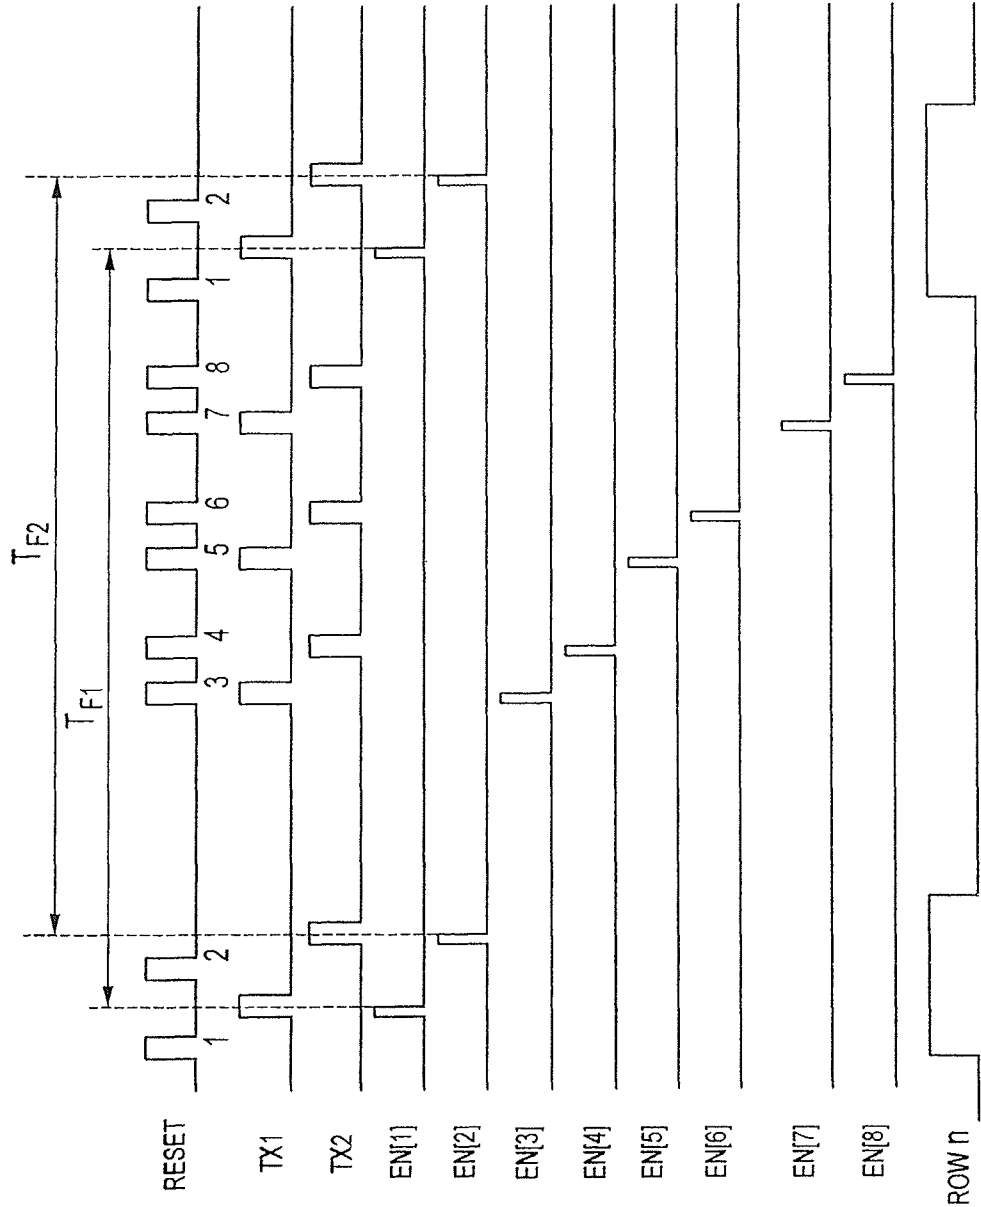 T_F2
T_F1
RESET
1 2 3 4 5 6 7 8 1 2
TX1
TX2
EN[1]
EN[2]
EN[3]
EN[4]
EN[5]
EN[6]
EN[7]
EN[8]
ROW n